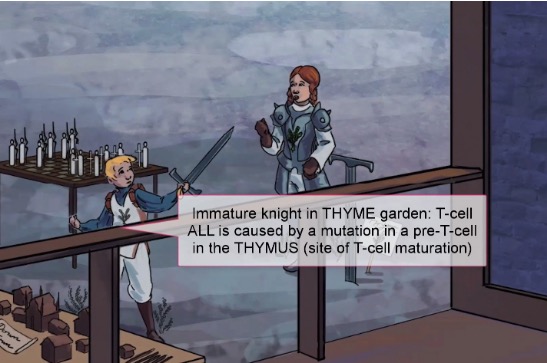 Immature knight in THYME garden: T-cell
ALL is caused by a mutation in a pre-T-cell
in the THYMUS (site of T-cell maturation)